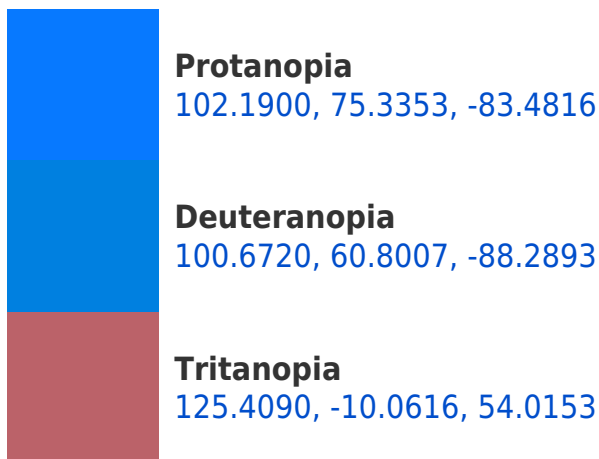 Protanopia
102.1900, 75.3353, -83.4816
Deuteranopia
100.6720, 60.8007, -88.2893
Tritanopia
125.4090, -10.0616, 54.0153